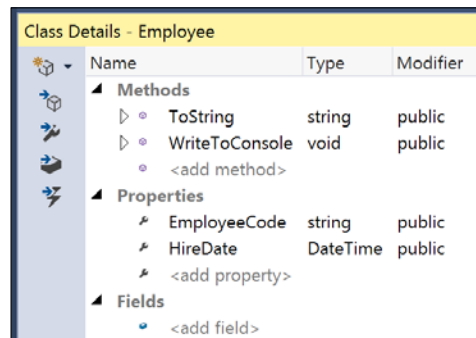 Class Details - Employee
Name Type Modifier
Methods
ToString string public
WriteToConsole void public
<add method>
Properties
EmployeeCode string public
HireDate DateTime public
<add property>
Fields
<add field>